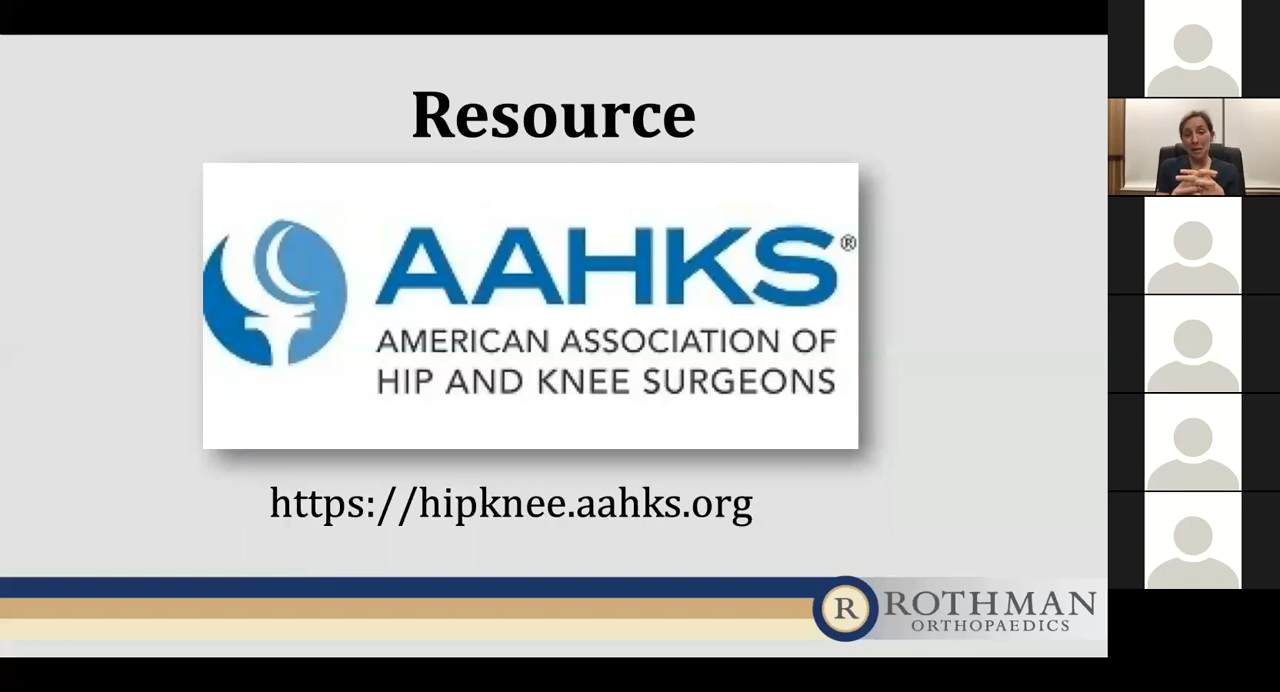 Resource
AAHKS®
AMERICAN ASSOCIATION OF
HIP AND KNEE SURGEONS
https://hipknee.aahks.org
R ROTHMAN
ORTHOPAEDICS